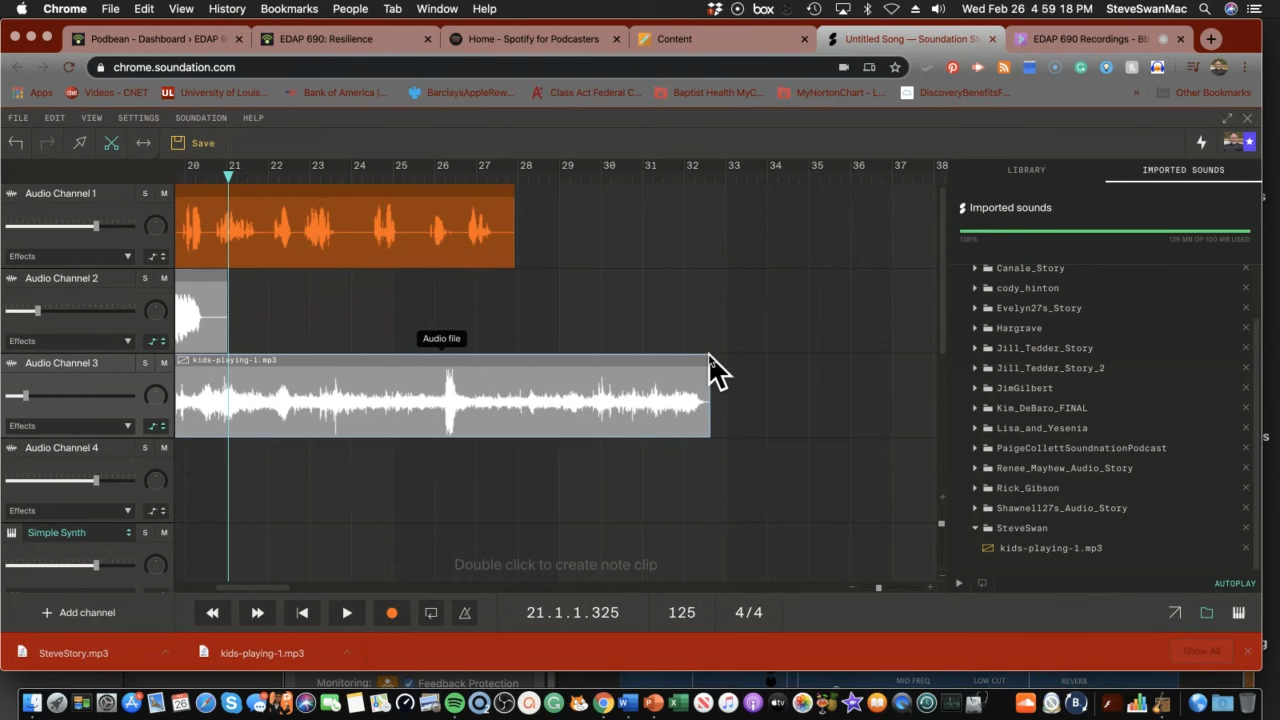 Chrome File Edit View History Bookmarks People Tab Window Help box Wed Feb 26 4:59:18 PM SteveSwanMac
Podbean - Dashboard › EDAP 6 EDAP 690: Resilience Home - Spotify for Podcasters Content Untitled Song — Soundation St EDAP 690 Recordings - Bb
chrome.soundation.com
Apps Videos - CNET University of Louis... Bank of America |... BarclaysAppleRew... Class Act Federal C... Baptist Health MyC... MyNortonChart - L... DiscoveryBenefitsF... » Other Bookmarks
FILE EDIT VIEW SETTINGS SOUNDATION HELP
Save
20 21 22 23 24 25 26 27 28 29 30 31 32 33 34 35 36 37 38
LIBRARY IMPORTED SOUNDS
Audio Channel 1 S M
Effects
Audio Channel 2 S M
Effects
Audio Channel 3 S M
Effects
Audio Channel 4 S M
Effects
Simple Synth S M
Audio file
kids-playing-1.mp3
Double click to create note clip
Imported sounds
138% 139 MB OF 100 MB USED
Canale_Story
cody_hinton
Evelyn27s_Story
Hargrave
Jill_Tedder_Story
Jill_Tedder_Story_2
JimGilbert
Kim_DeBaro_FINAL
Lisa_and_Yesenia
PaigeCollettSoundnationPodcast
Renee_Mayhew_Audio_Story
Rick_Gibson
Shawnell27s_Audio_Story
SteveSwan
kids-playing-1.mp3
AUTOPLAY
+ Add channel 21.1.1.325 125 4/4
SteveStory.mp3 kids-playing-1.mp3 Show All
Monitoring: Feedback Protection MID FREQ LOW CUT REVERB